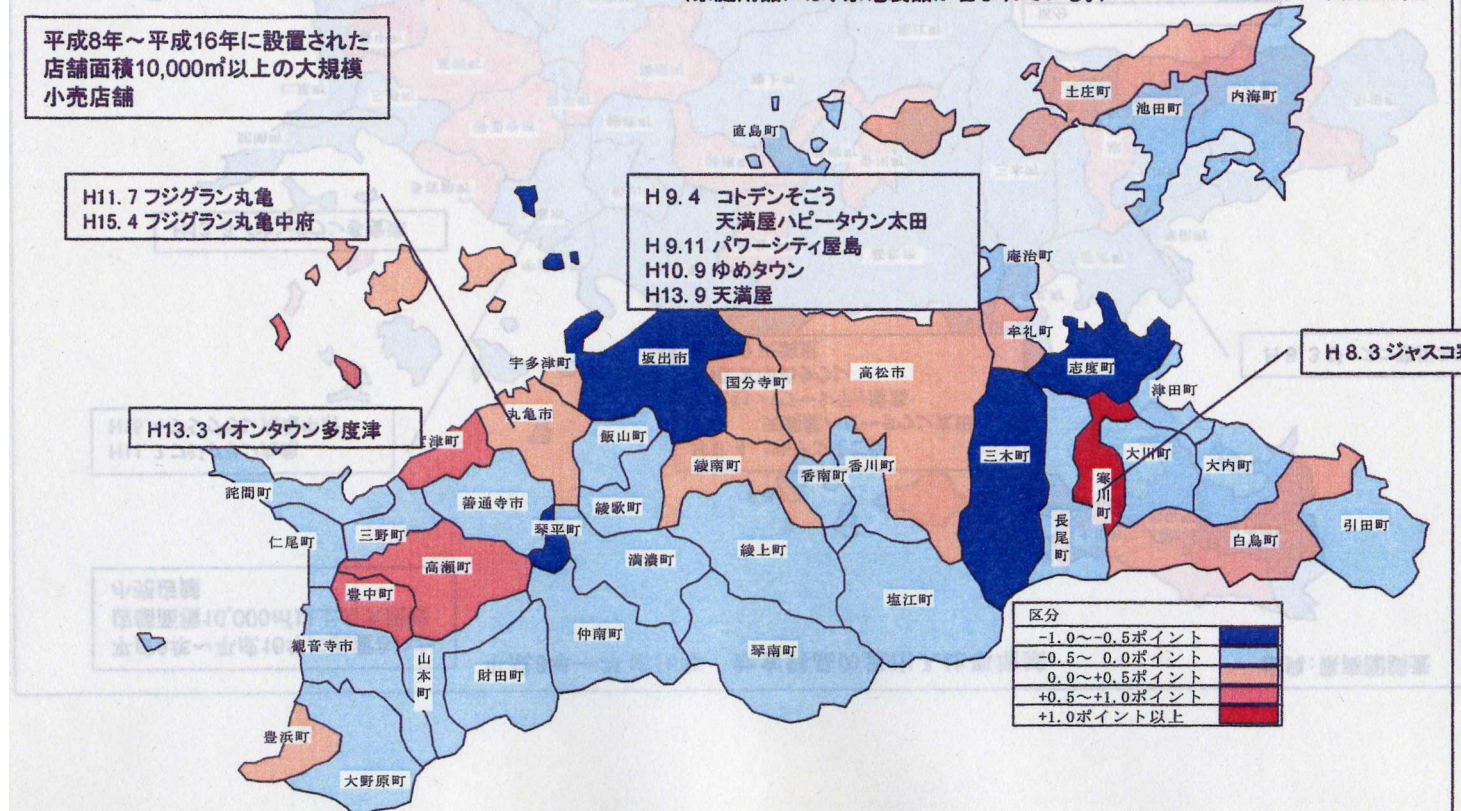 平成8年～平成16年に設置された
店舗面積10,000㎡以上の大規模
小売店舗
H11. 7 フジグラン丸亀
H15. 4 フジグラン丸亀中府
H 9. 4 コトデンそごう
天満屋ハピータウン太田
H 9.11 パワーシティ屋島
H10. 9 ゆめタウン
H13. 9 天満屋
H 8. 3 ジャスコ
H13. 3 イオンタウン多度津
土庄町
池田町
内海町
直島町
庵治町
牟礼町
宇多津町
坂出市
国分寺町
高松市
志度町
津田町
丸亀市
津町
飯山町
綾南町
香南町
香川町
三木町
寒川町
大川町
大内町
詫間町
善通寺市
綾歌町
長尾町
引田町
白鳥町
仁尾町
三野町
高瀬町
琴平町
満濃町
綾上町
塩江町
豊中町
観音寺市
山本町
財田町
仲南町
琴南町
豊浜町
大野原町
区分
-1.0～-0.5ポイント
-0.5～ 0.0ポイント
0.0～+0.5ポイント
+0.5～+1.0ポイント
+1.0ポイント以上